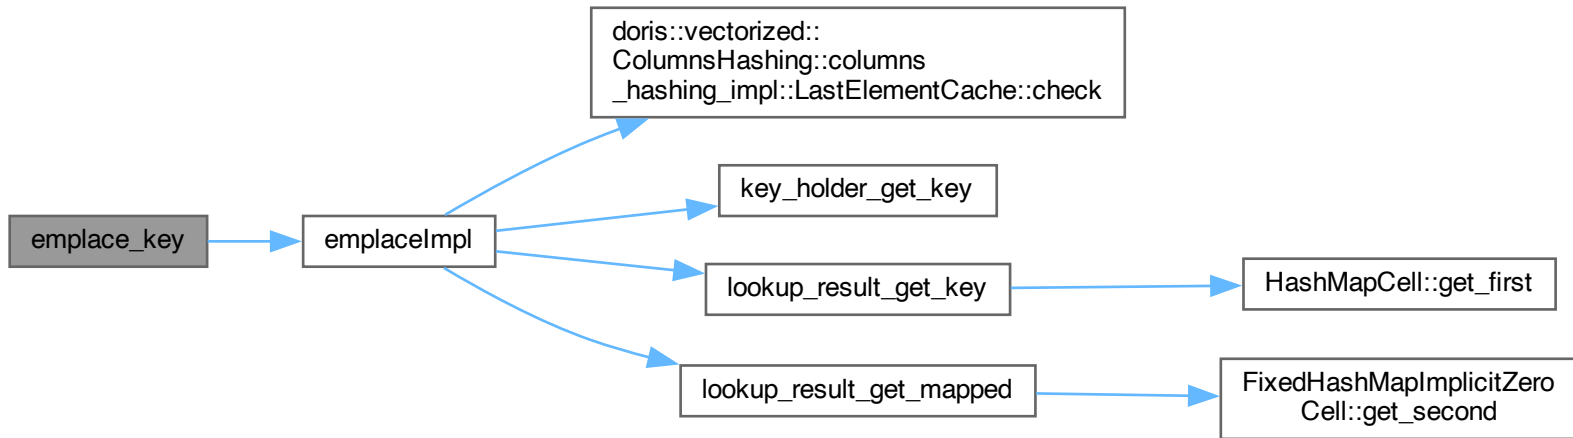 emplace_key
emplaceImpl
doris::vectorized::
ColumnsHashing::columns
_hashing_impl::LastElementCache::check
key_holder_get_key
lookup_result_get_key
HashMapCell::get_first
lookup_result_get_mapped
FixedHashMapImplicitZero
Cell::get_second